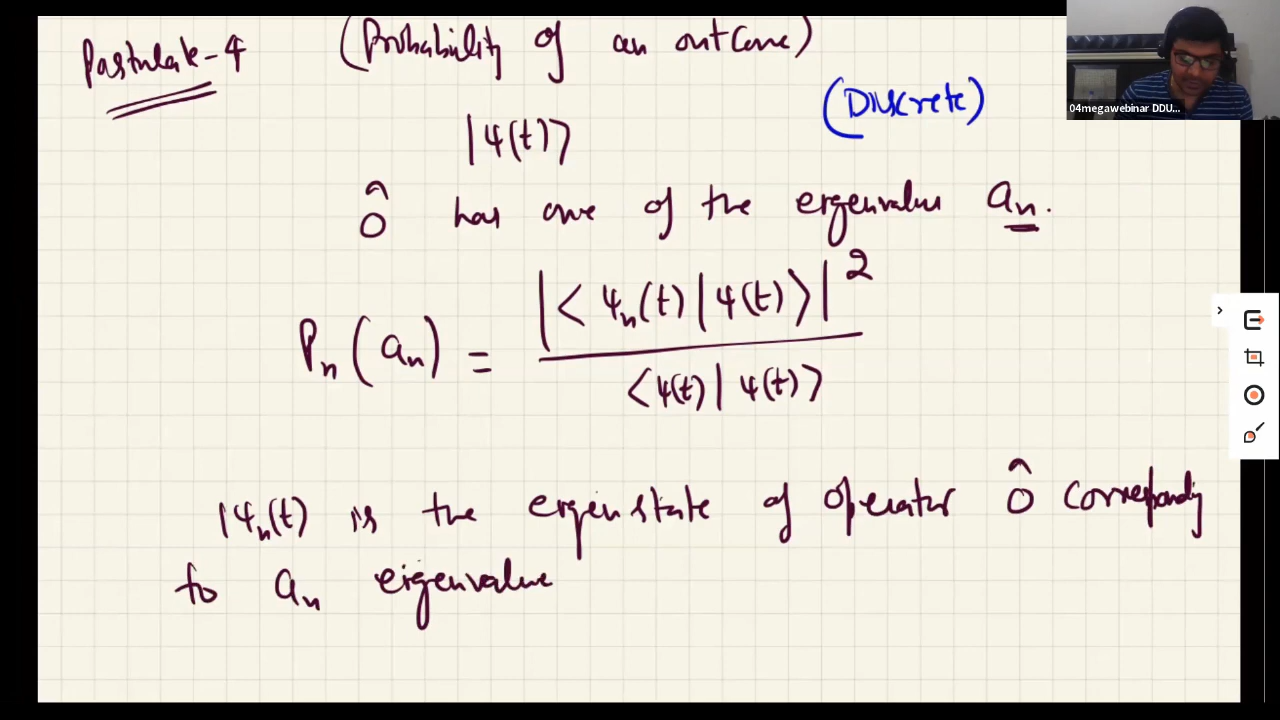 Postulate-4 (Probability of an outcome)
(Discrete)
|ψ(t)⟩
Ô has one of the eigenvalues aₙ.
Pₙ(aₙ) = |⟨ψₙ(t)|ψ(t)⟩|² / ⟨ψ(t)|ψ(t)⟩
|ψₙ(t)⟩ is the eigenstate of operator Ô corresponding
to aₙ eigenvalue
04megawebinar DDU...